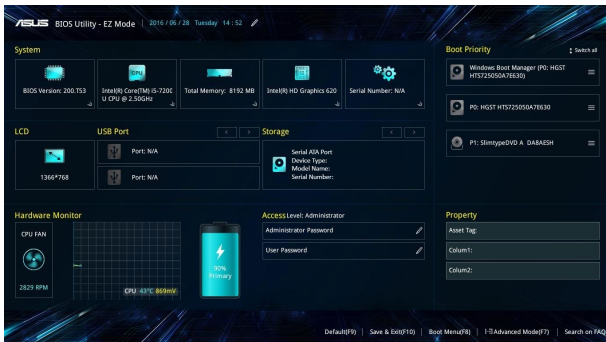 ASUS BIOS Utility - EZ Mode 2016 / 06 / 28 Tuesday 14 : 52
System
BIOS Version: 200.T53
Intel(R) Core(TM) i5-7200
U CPU @ 2.50GHz
Total Memory: 8192 MB
Intel(R) HD Graphics 620
Serial Number: N/A
Boot Priority
Switch all
Windows Boot Manager (P0: HGST
HTS725050A7E630)
P0: HGST HTS725050A7E630
P1: SlimtypeDVD A DA8AESH
LCD
1366*768
USB Port
Port: N/A
Port: N/A
Storage
Serial ATA Port
Device Type:
Model Name:
Serial Number:
Hardware Monitor
CPU FAN
2829 RPM
CPU 43°C 869mV
90%
Primary
Access Level: Administrator
Administrator Password
User Password
Property
Asset Tag:
Colum1:
Colum2:
Default(F9) Save & Exit(F10) Boot Menu(F8) Advanced Mode(F7) Search on FAQ